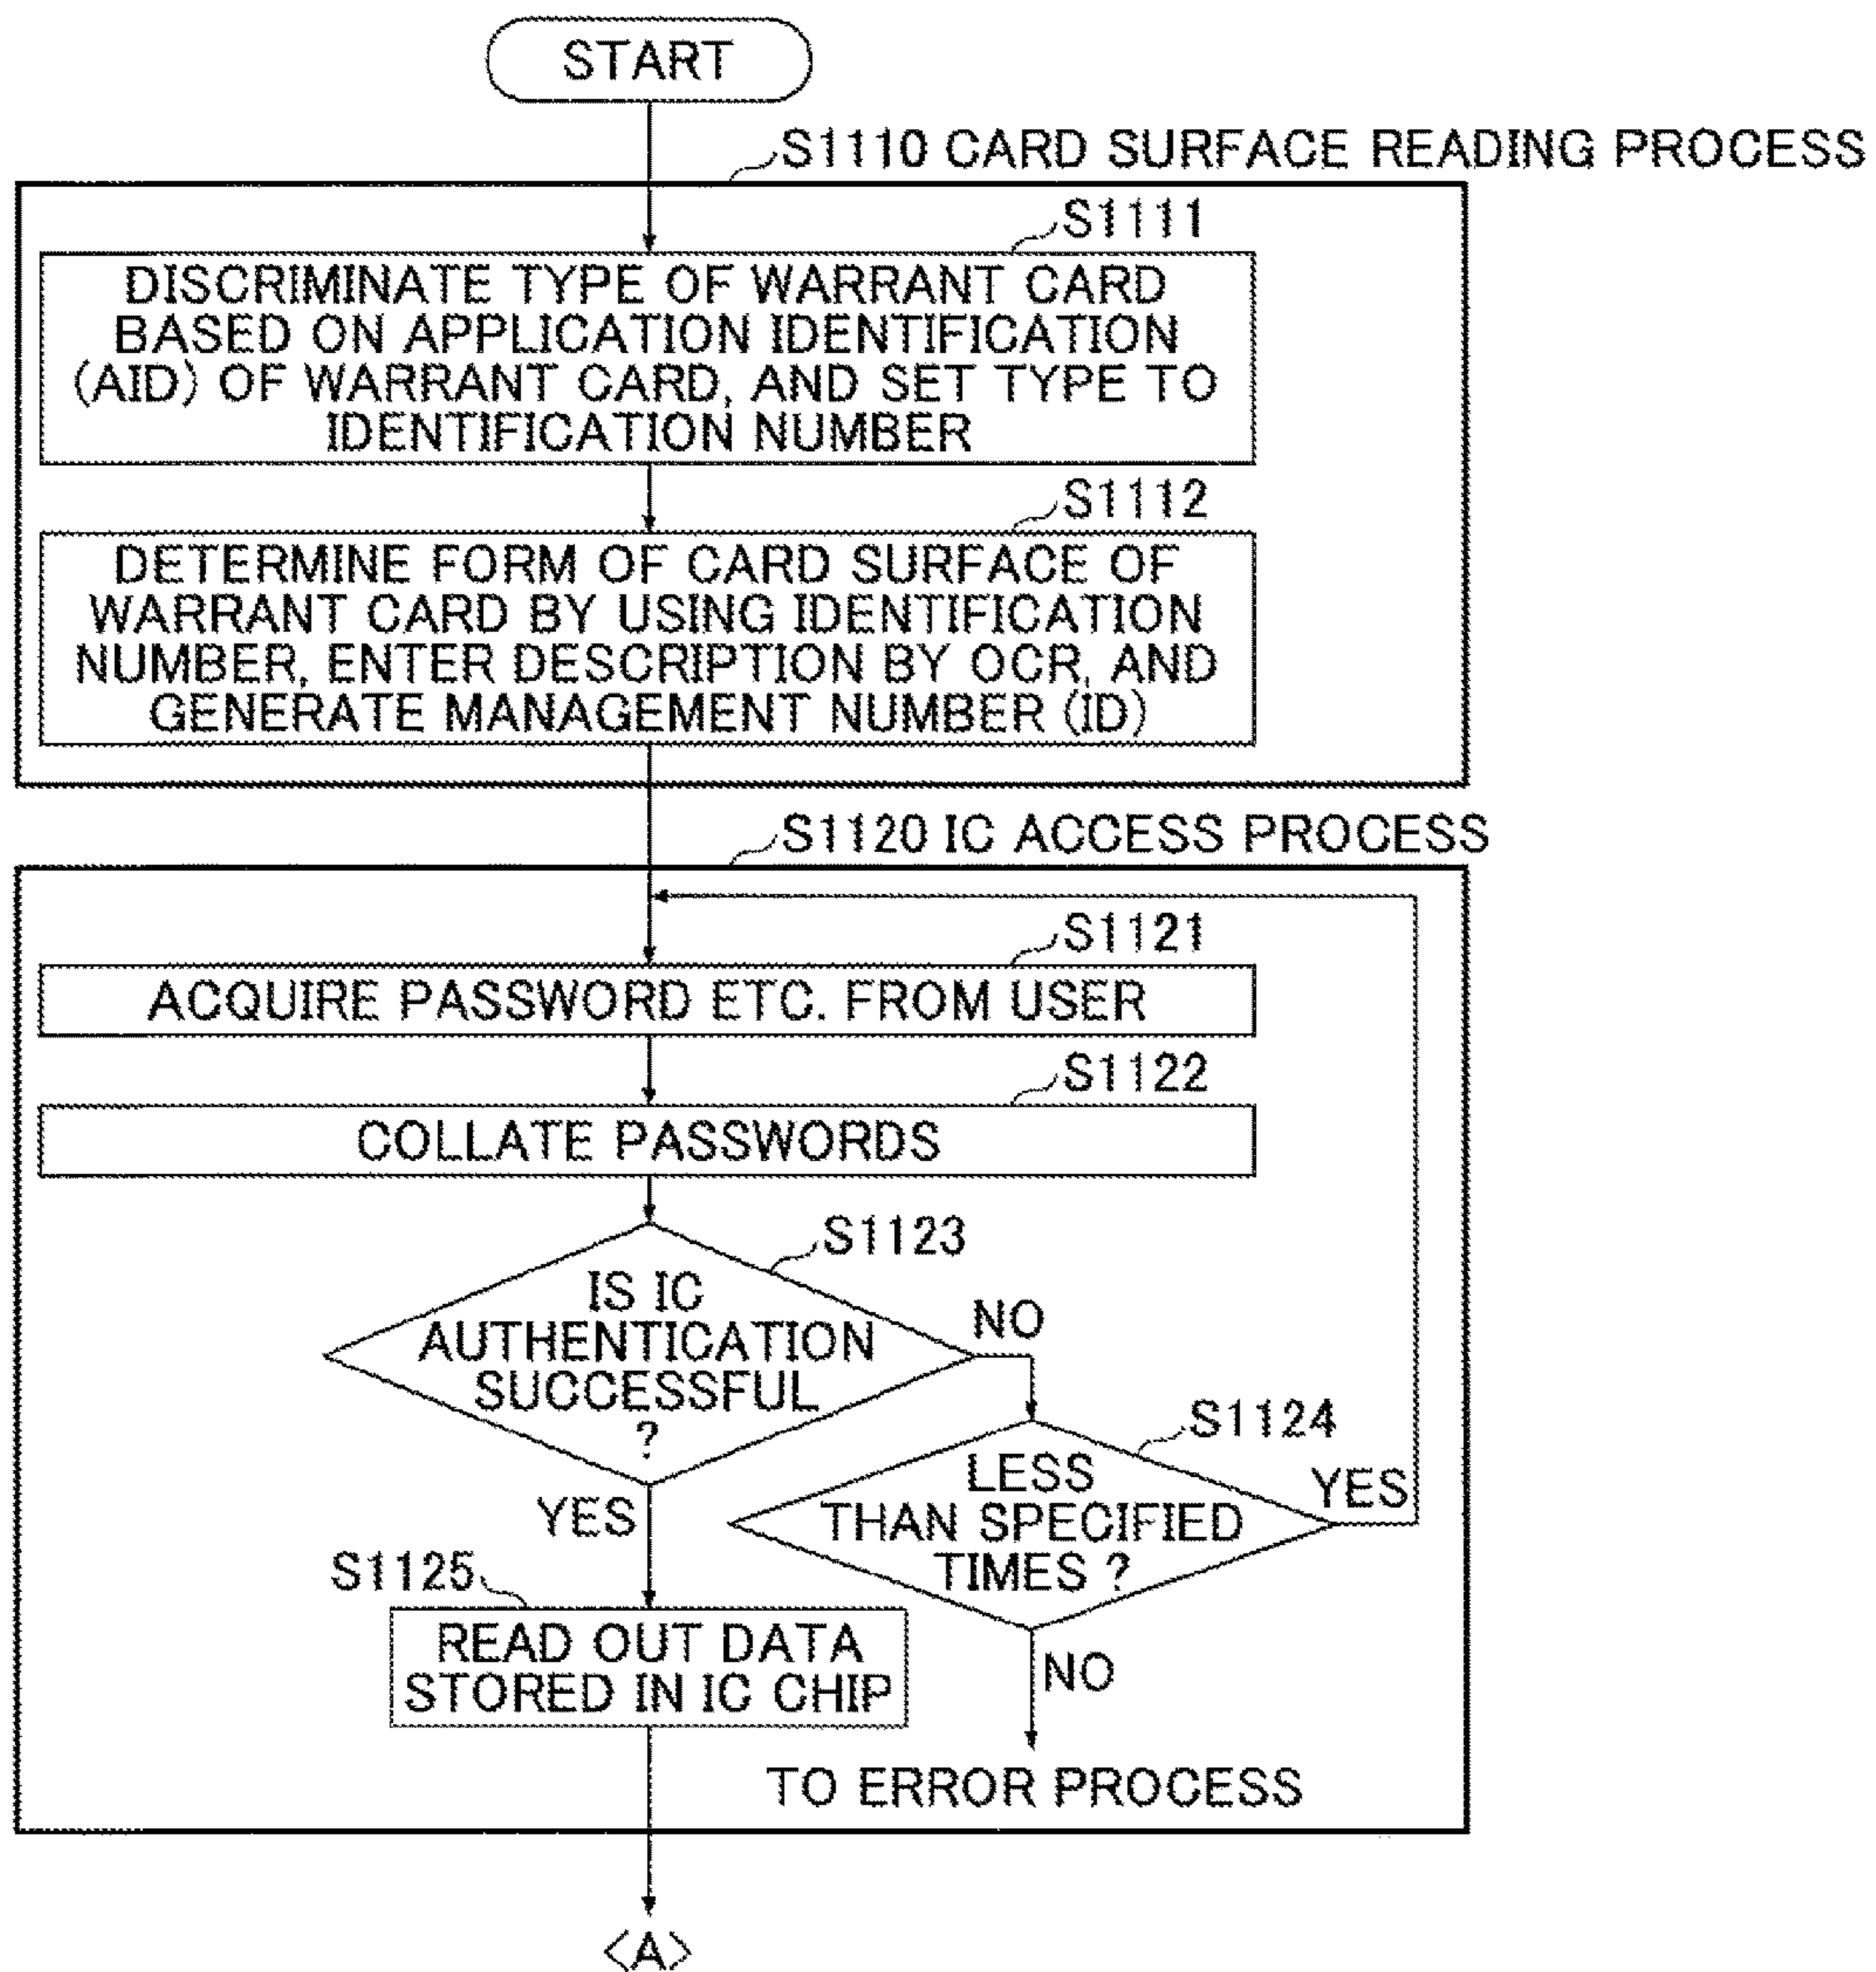 START
S1110 CARD SURFACE READING PROCESS
S1111
DISCRIMINATE TYPE OF WARRANT CARD
BASED ON APPLICATION IDENTIFICATION
(AID) OF WARRANT CARD, AND SET TYPE TO
IDENTIFICATION NUMBER
S1112
DETERMINE FORM OF CARD SURFACE OF
WARRANT CARD BY USING IDENTIFICATION
NUMBER, ENTER DESCRIPTION BY OCR, AND
GENERATE MANAGEMENT NUMBER (ID)
S1120 IC ACCESS PROCESS
S1121
ACQUIRE PASSWORD ETC. FROM USER
S1122
COLLATE PASSWORDS
S1123
IS IC
AUTHENTICATION
SUCCESSFUL
?
NO
YES
S1124
LESS
THAN SPECIFIED
TIMES ?
YES
NO
S1125
READ OUT DATA
STORED IN IC CHIP
TO ERROR PROCESS
<A>